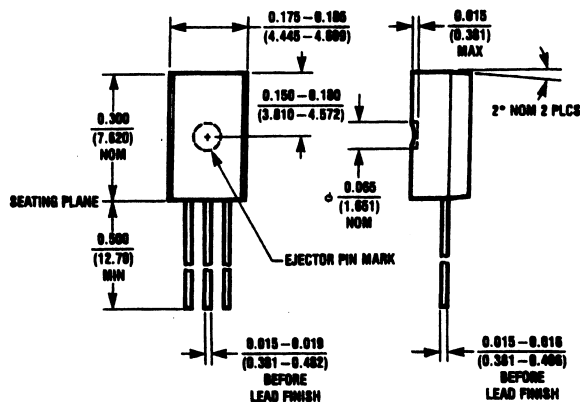 0.175–0.185
(4.445–4.699)
0.015
(0.381)
MAX
0.150–0.180
(3.810–4.572)
2° NOM 2 PLCS
0.300
(7.620)
NOM
0.065
(1.651)
NOM
SEATING PLANE
0.500
(12.70)
MIN
EJECTOR PIN MARK
0.015–0.019
(0.381–0.482)
BEFORE
LEAD FINISH
0.015–0.016
(0.381–0.406)
BEFORE
LEAD FINISH